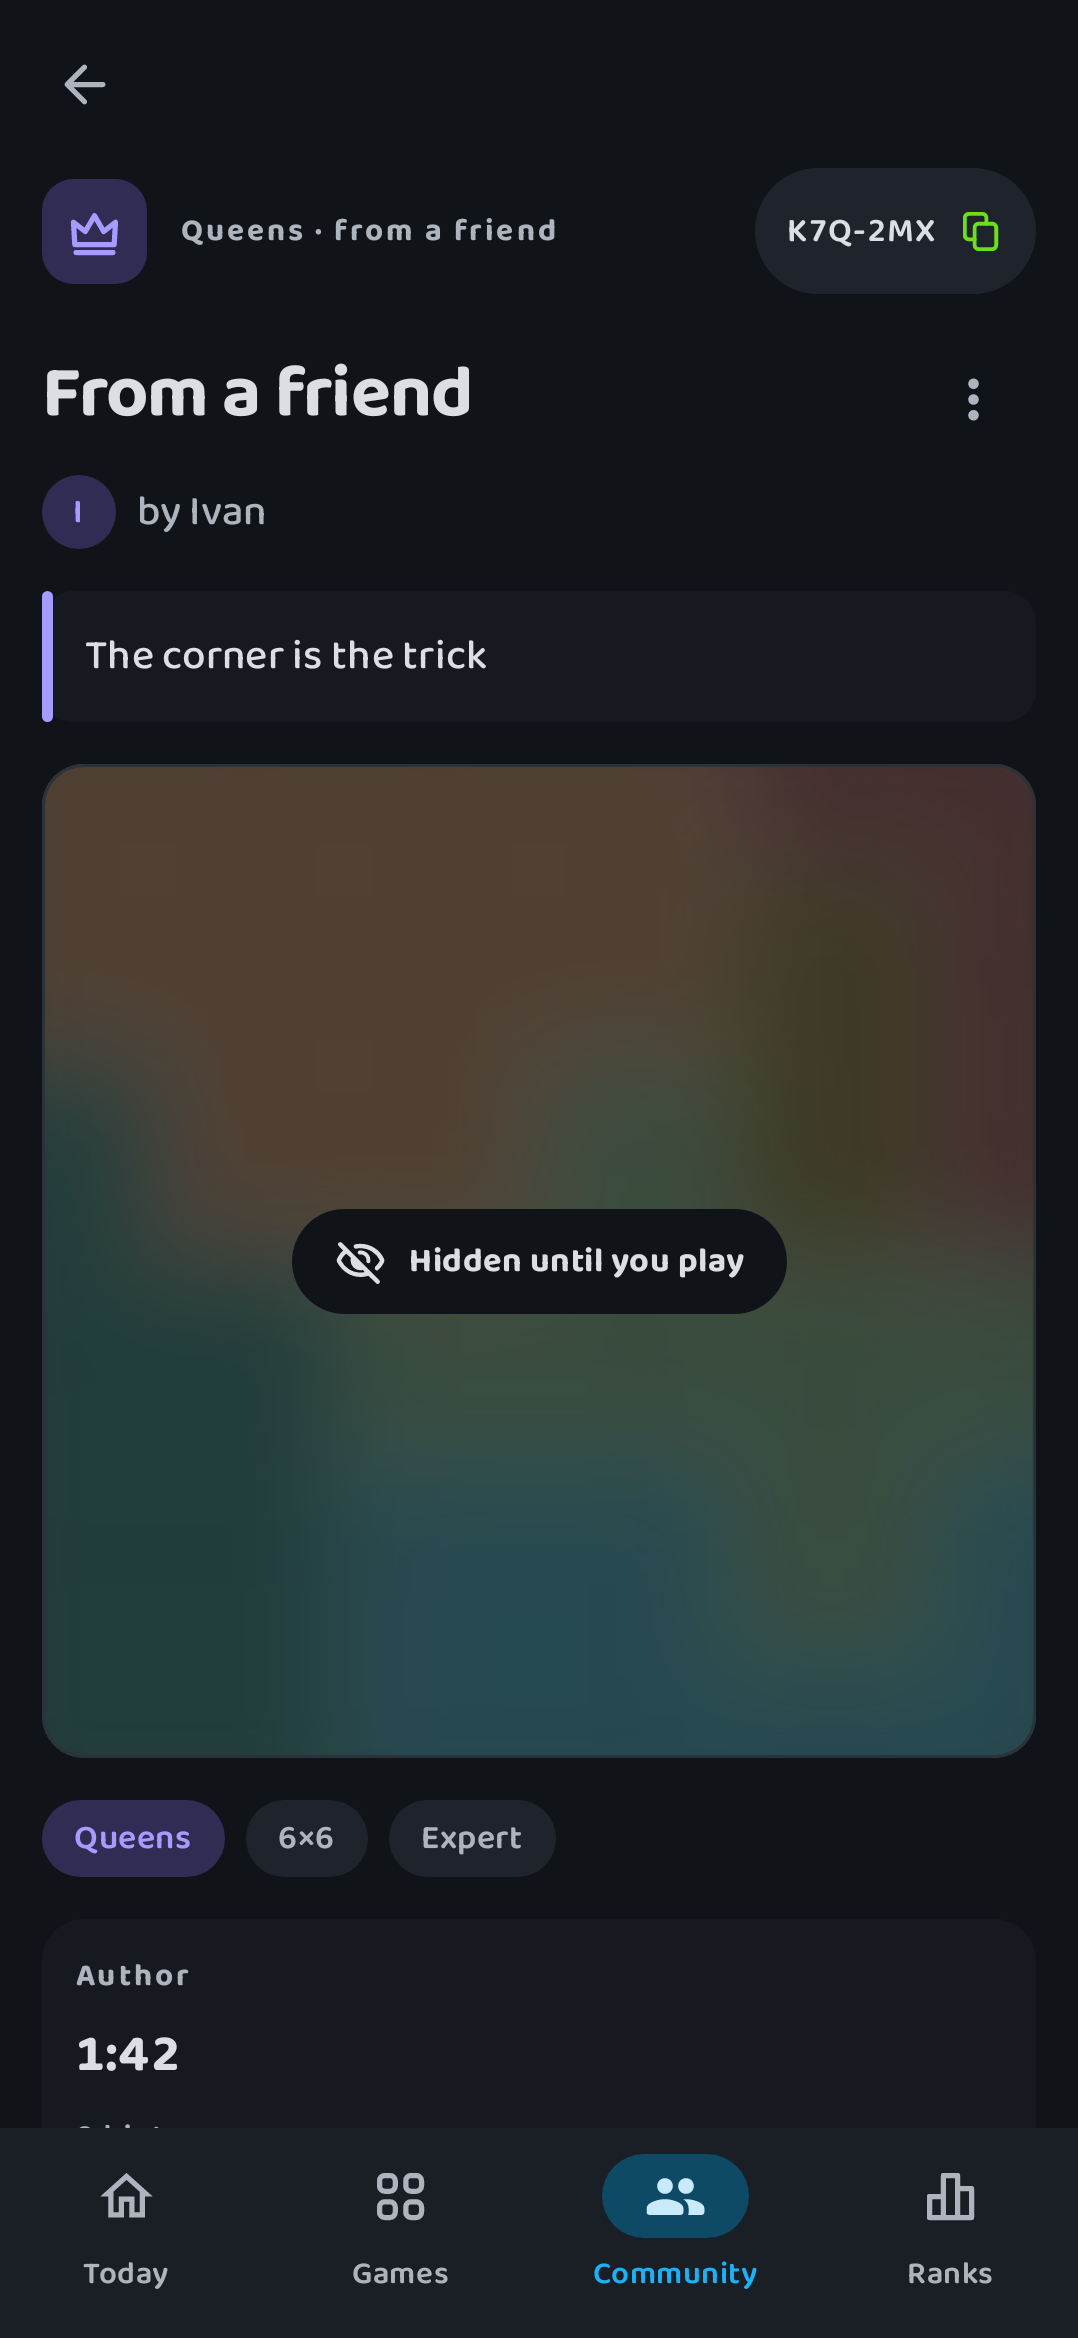 Queens · from a friend
K7Q-2MX
From a friend
I
by Ivan
The corner is the trick
Hidden until you play
Queens
6×6
Expert
Author
1:42
Today
Games
Community
Ranks